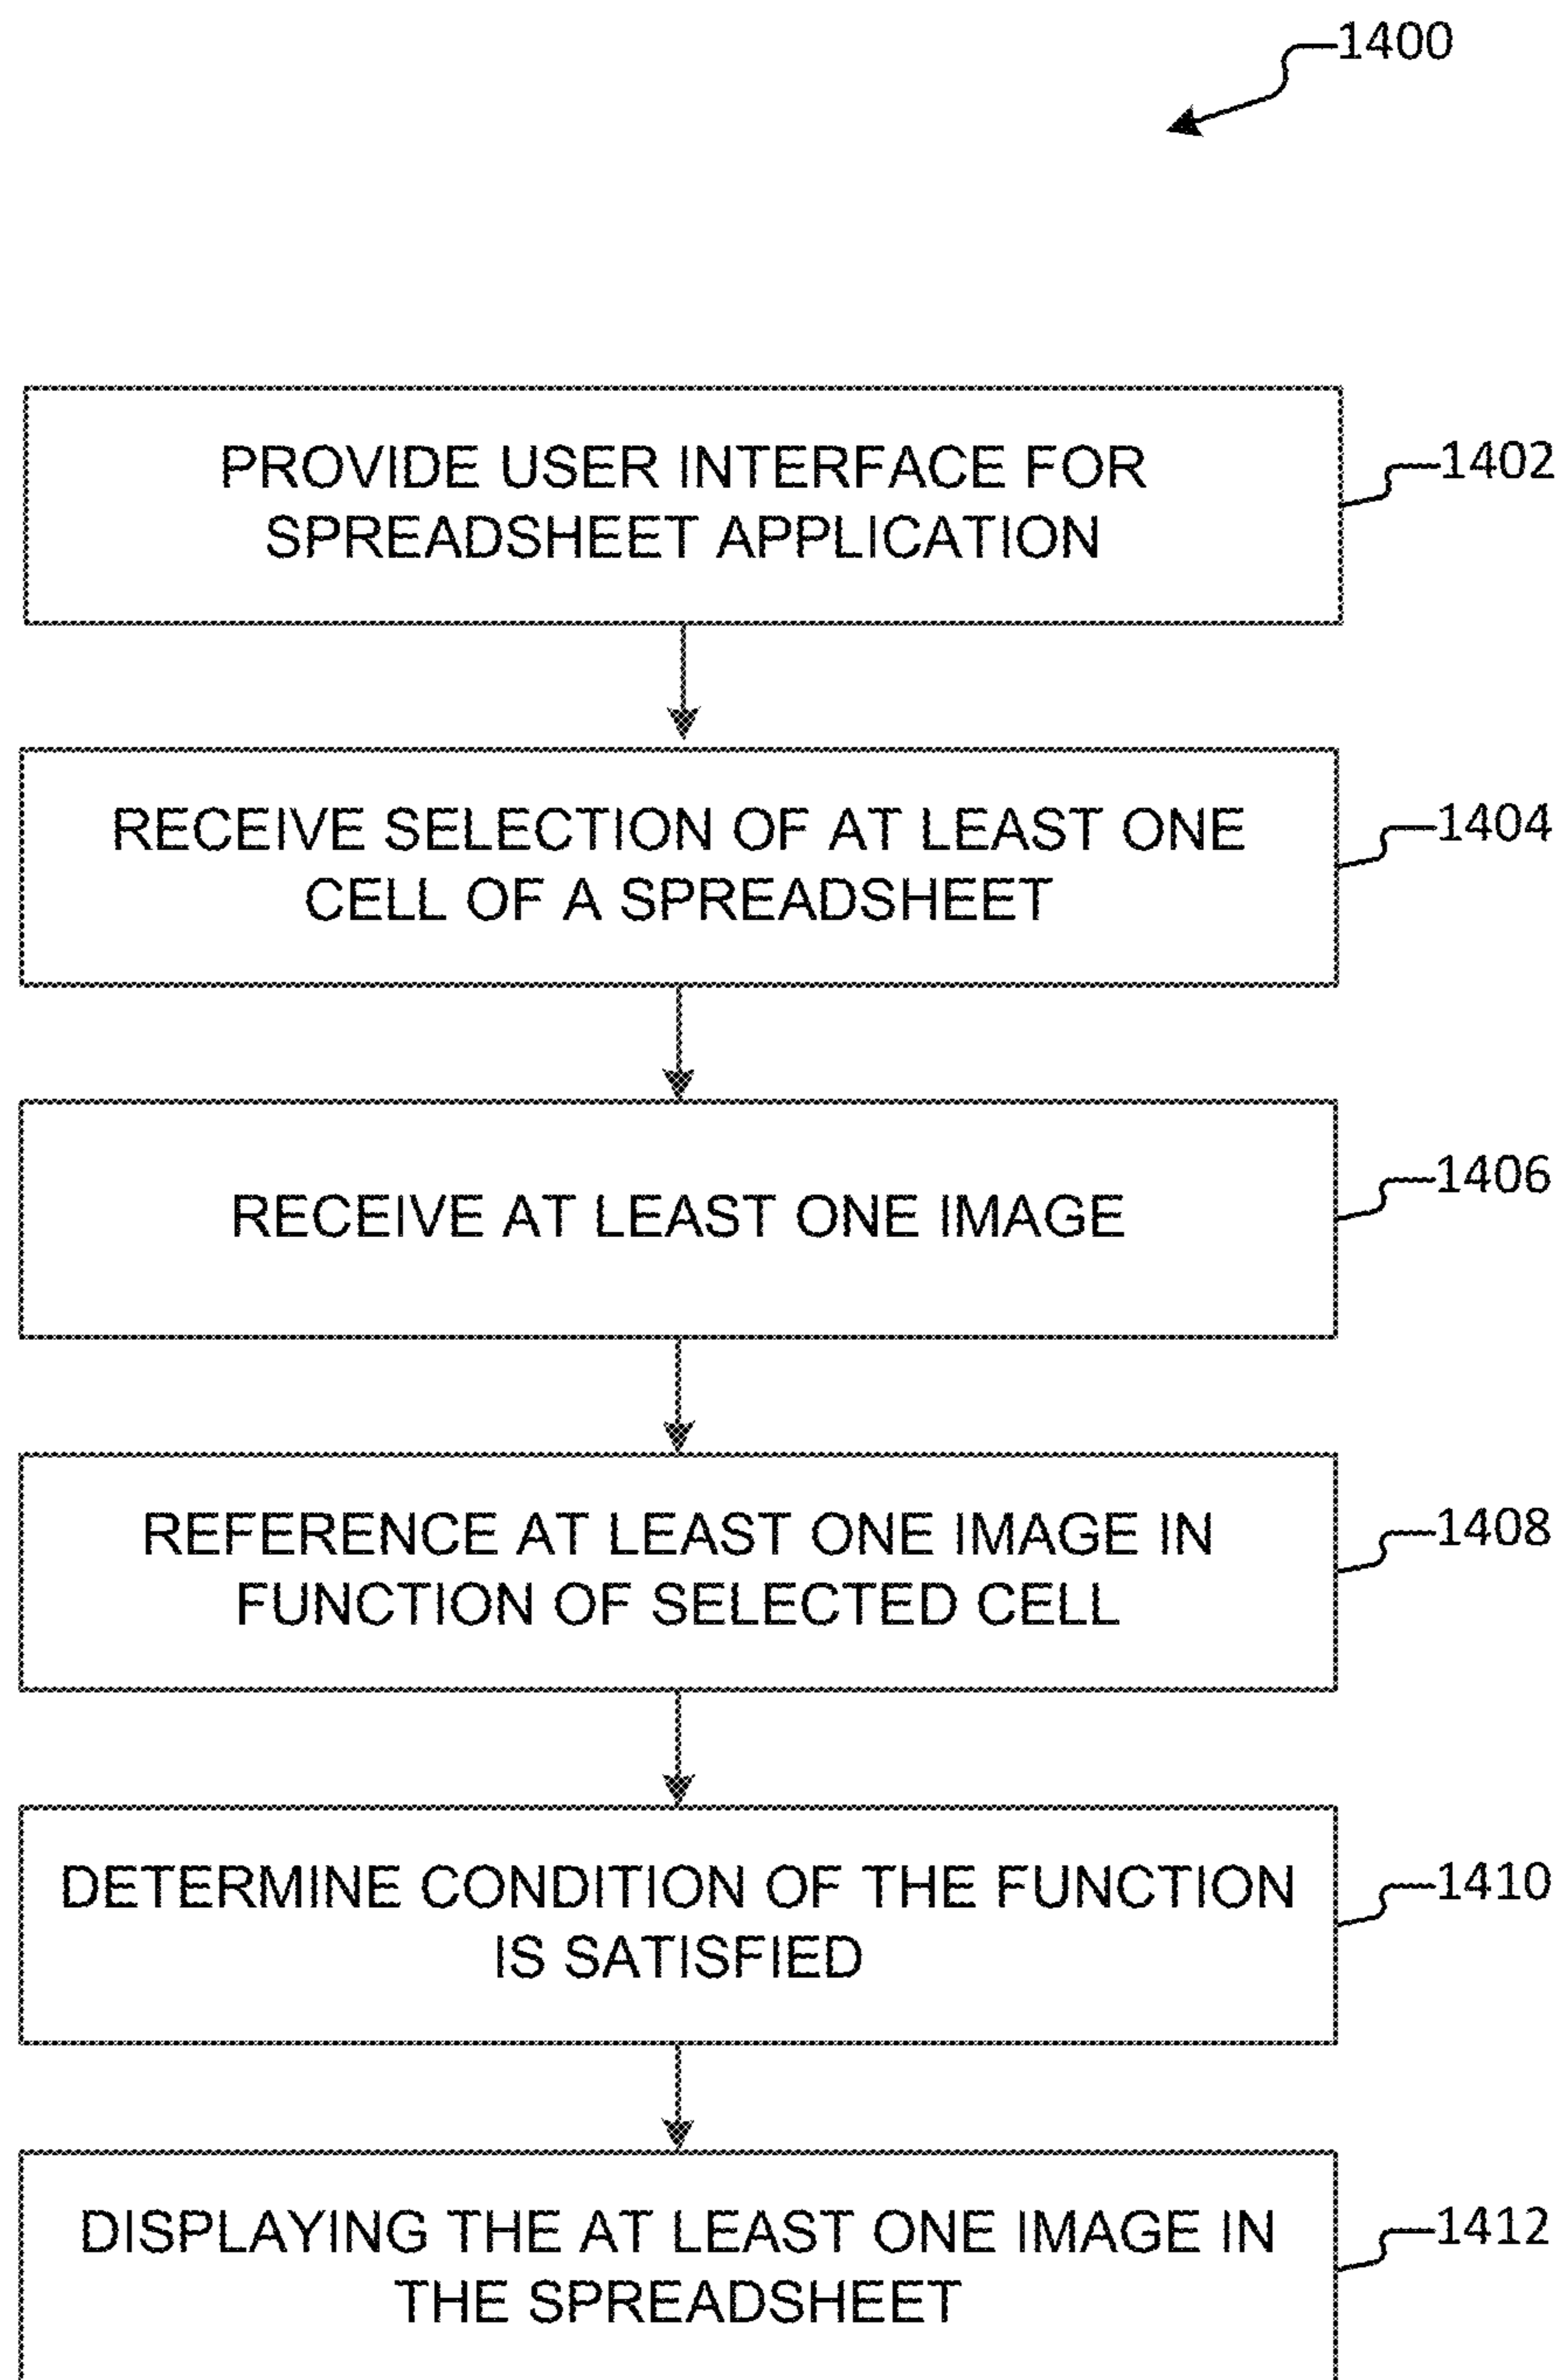 1400
PROVIDE USER INTERFACE FOR
SPREADSHEET APPLICATION
1402
RECEIVE SELECTION OF AT LEAST ONE
CELL OF A SPREADSHEET
1404
RECEIVE AT LEAST ONE IMAGE
1406
REFERENCE AT LEAST ONE IMAGE IN
FUNCTION OF SELECTED CELL
1408
DETERMINE CONDITION OF THE FUNCTION
IS SATISFIED
1410
DISPLAYING THE AT LEAST ONE IMAGE IN
THE SPREADSHEET
1412